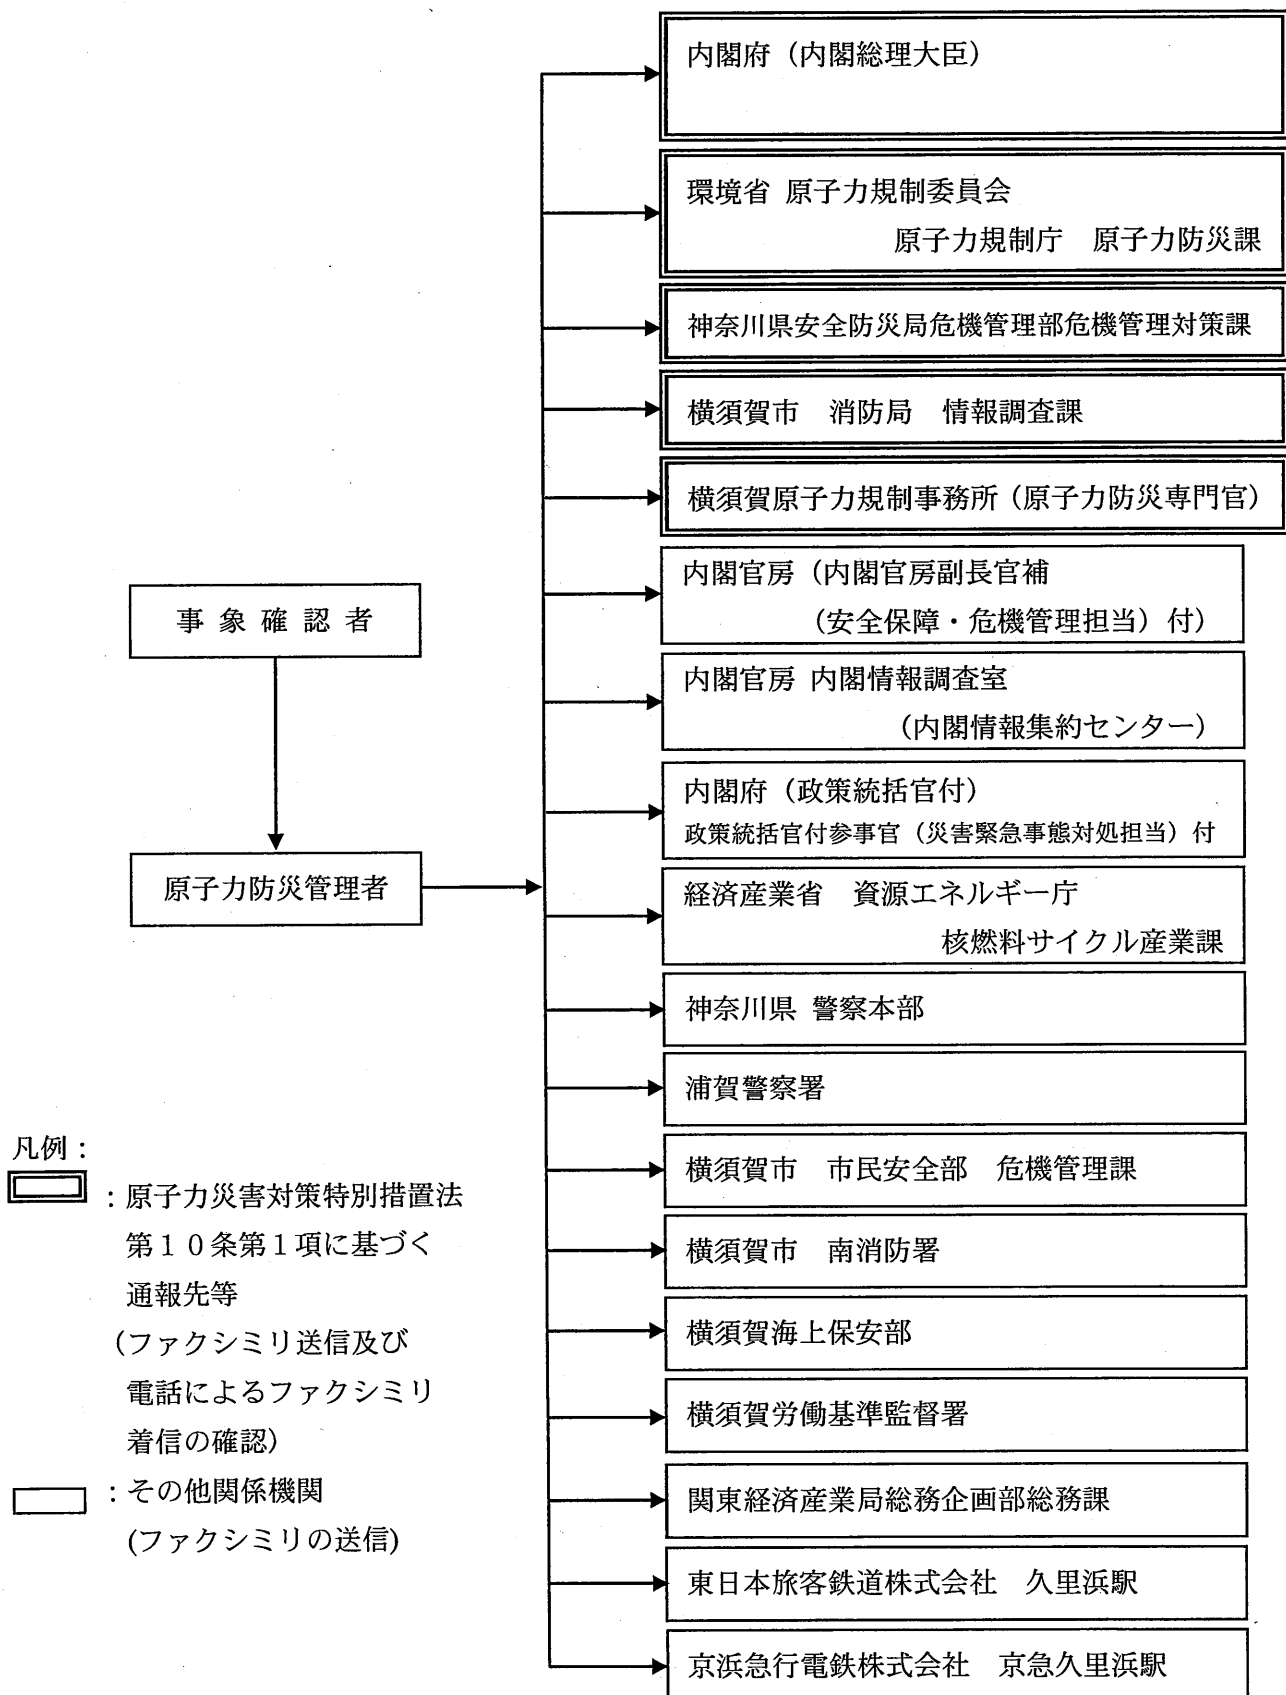 内閣府（内閣総理大臣）
環境省 原子力規制委員会
原子力規制庁　原子力防災課
神奈川県安全防災局危機管理部危機管理対策課
横須賀市　消防局　情報調査課
横須賀原子力規制事務所（原子力防災専門官）
内閣官房（内閣官房副長官補
（安全保障・危機管理担当）付）
内閣官房 内閣情報調査室
（内閣情報集約センター）
内閣府（政策統括官付）
政策統括官付参事官（災害緊急事態対処担当）付
経済産業省　資源エネルギー庁
核燃料サイクル産業課
神奈川県 警察本部
浦賀警察署
横須賀市　市民安全部　危機管理課
横須賀市　南消防署
横須賀海上保安部
横須賀労働基準監督署
関東経済産業局総務企画部総務課
東日本旅客鉄道株式会社　久里浜駅
京浜急行電鉄株式会社　京急久里浜駅
事 象 確 認 者
原子力防災管理者
凡例：
：原子力災害対策特別措置法
第１０条第１項に基づく
通報先等
(ファクシミリ送信及び
電話によるファクシミリ
着信の確認)
：その他関係機関
(ファクシミリの送信)